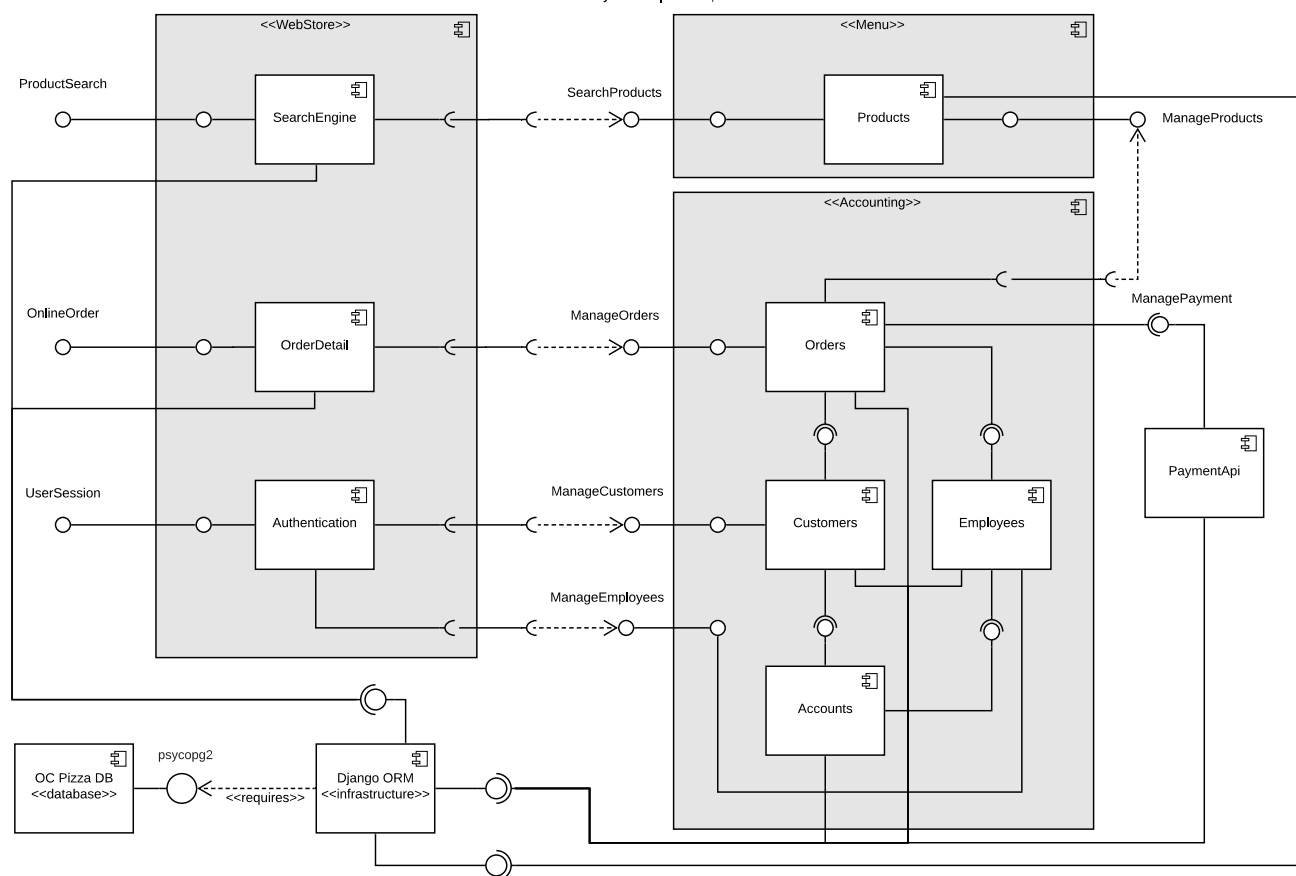 <<WebStore>>
<<Menu>>
ProductSearch
SearchEngine
SearchProducts
Products
ManageProducts
<<Accounting>>
OnlineOrder
OrderDetail
ManageOrders
Orders
ManagePayment
UserSession
Authentication
ManageCustomers
Customers
Employees
PaymentApi
ManageEmployees
Accounts
OC Pizza DB
<<database>>
psycopg2
<<requires>>
Django ORM
<<infrastructure>>